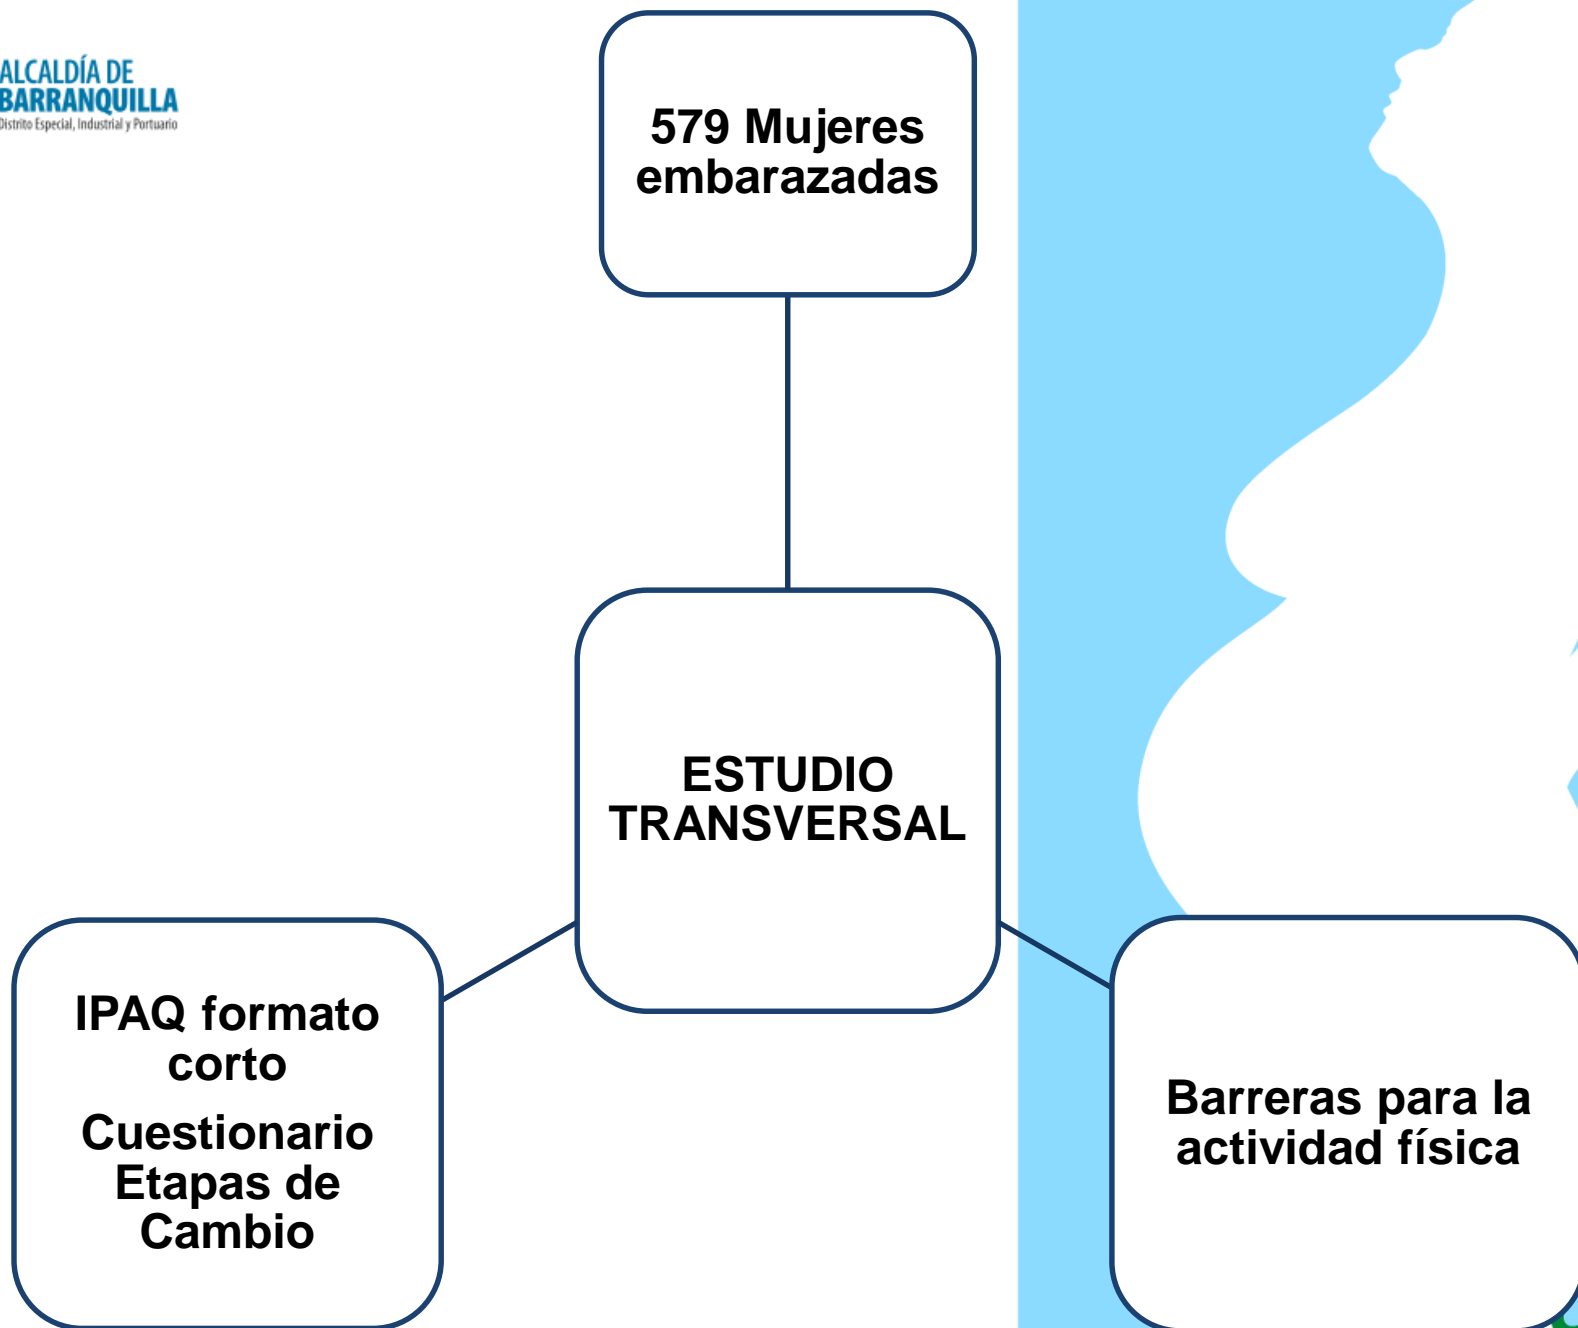 ALCALDÍA DE
BARRANQUILLA
Distrito Especial, Industrial y Portuario
579 Mujeres
embarazadas
ESTUDIO
TRANSVERSAL
IPAQ formato
corto
Cuestionario
Etapas de
Cambio
Barreras para la
actividad física